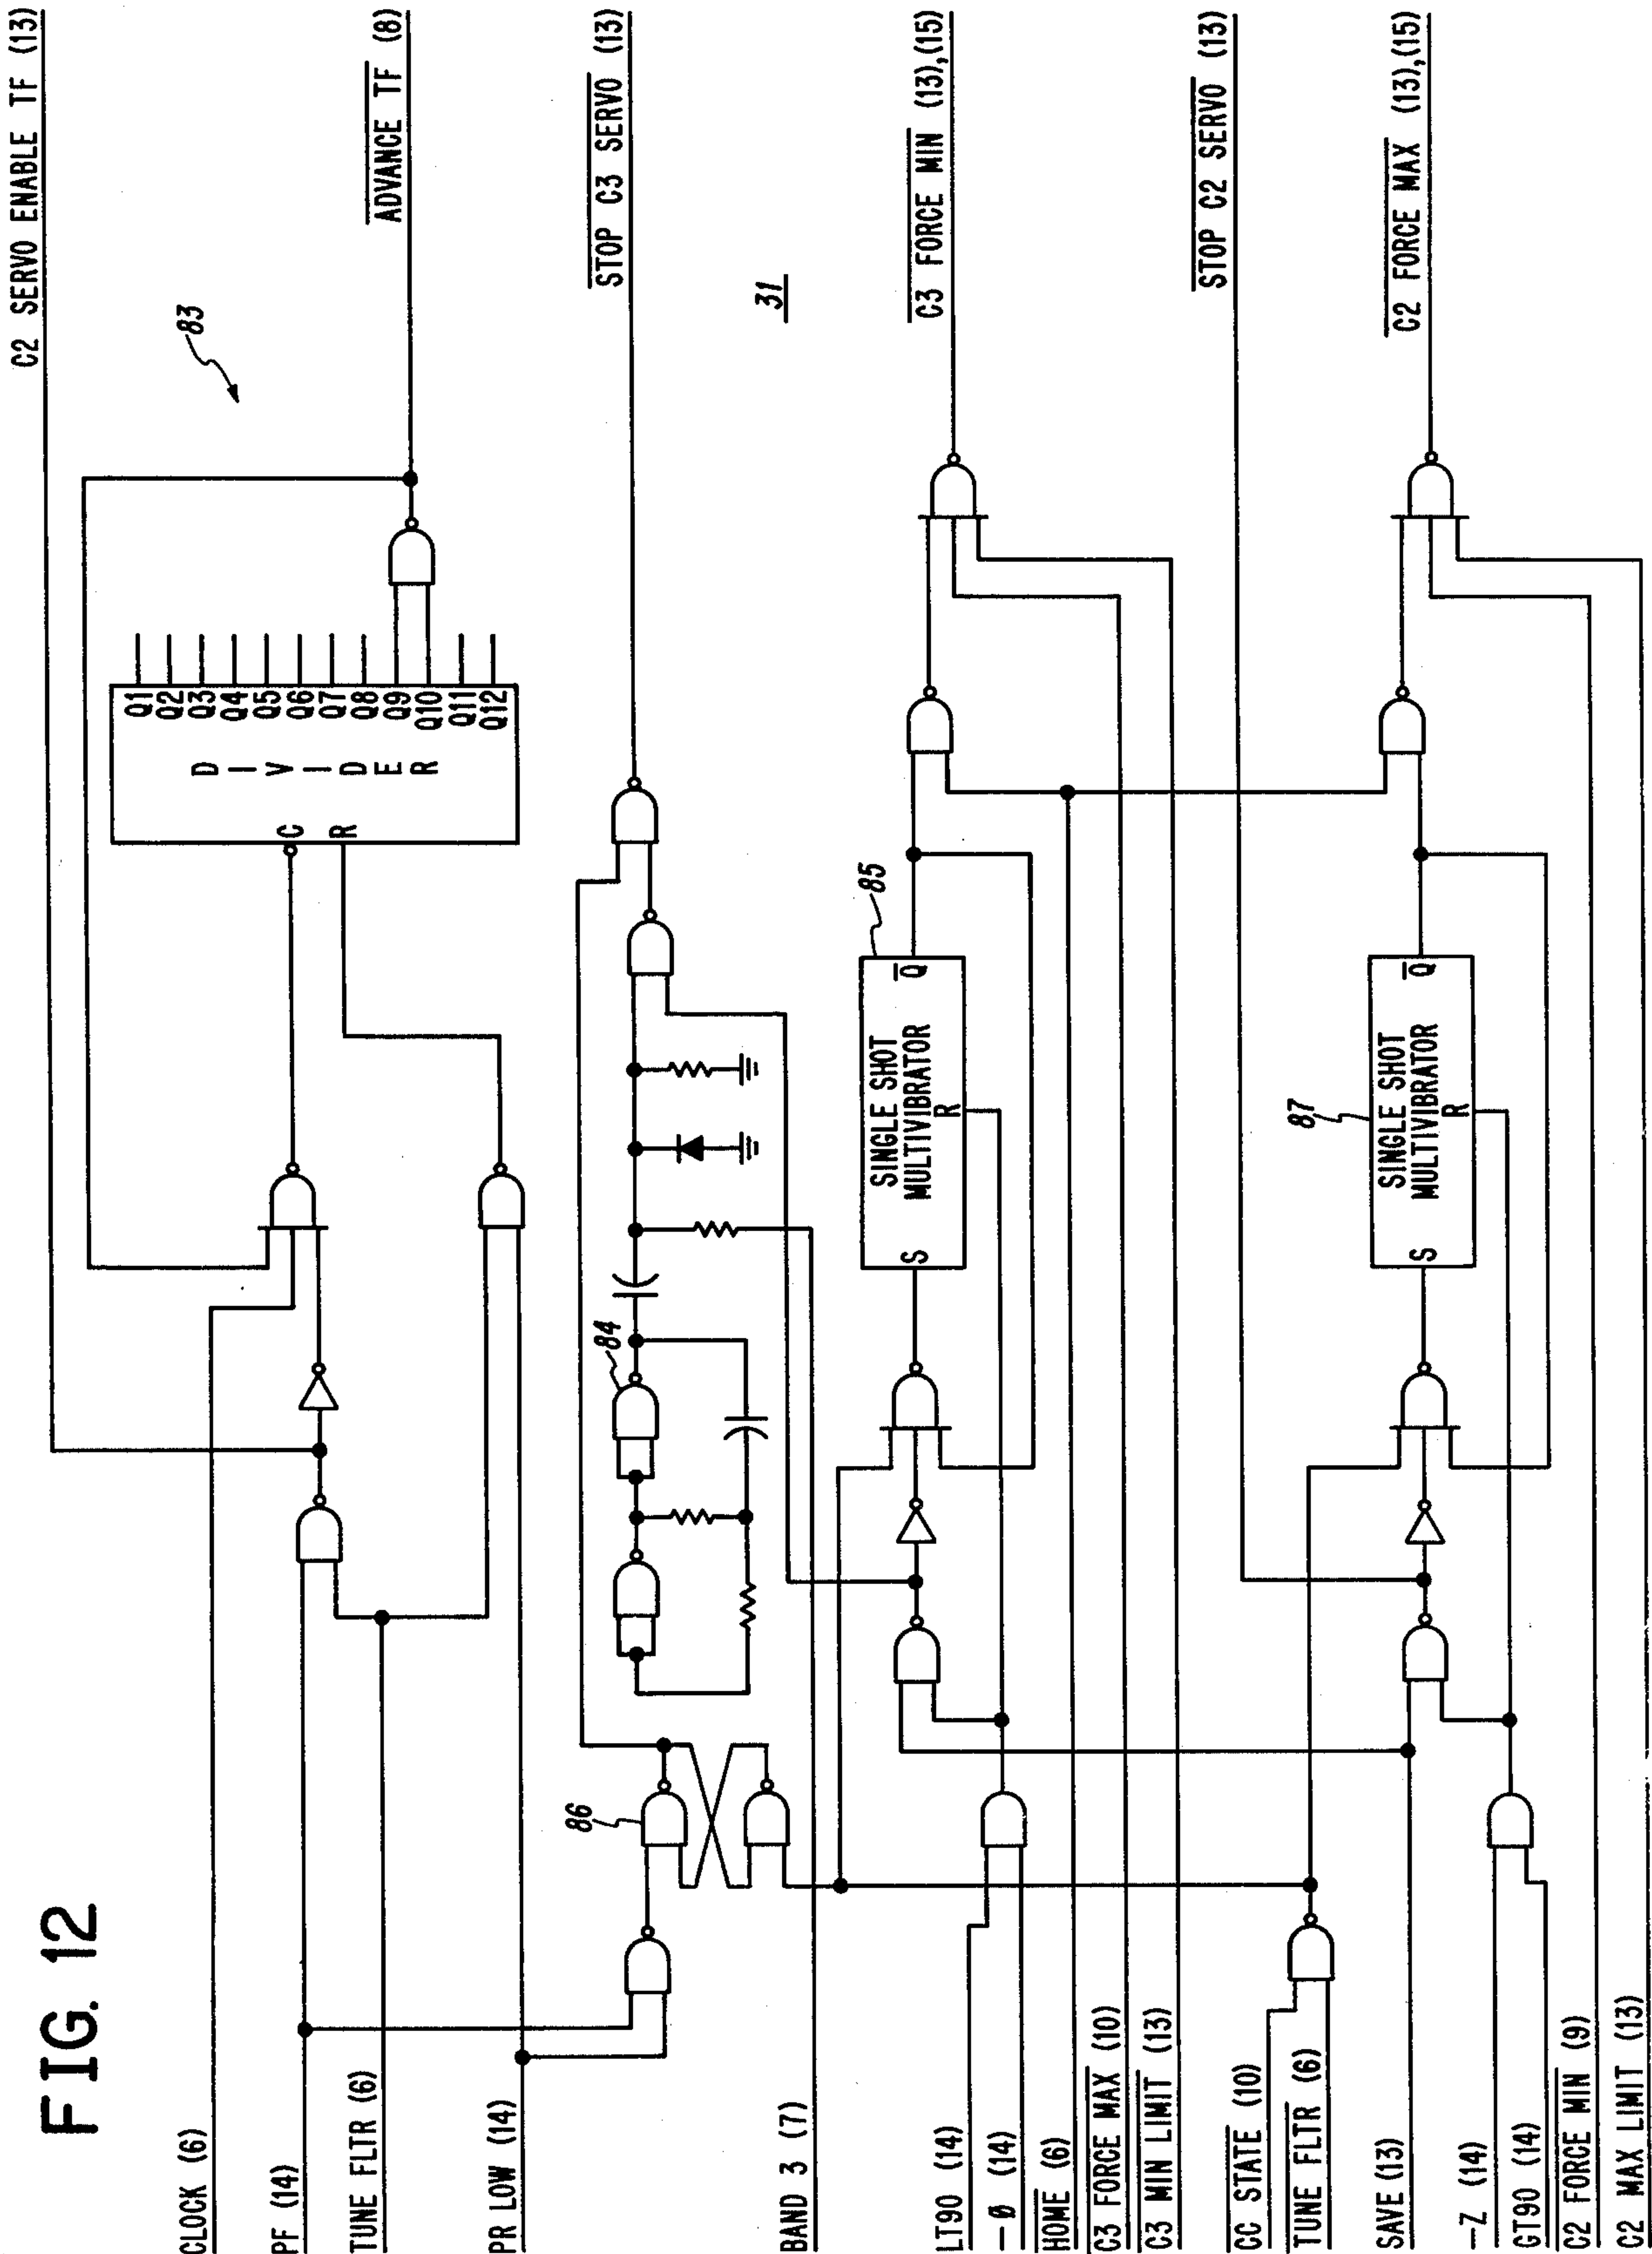 FIG. 12
CLOCK (6)
PF (14)
TUNE FLTR (6)
PR LOW (14)
BAND 3 (7)
LT90 (14)
-Ø (14)
HOME (6)
C3 FORCE MAX (10)
C3 MIN LIMIT (13)
CC STATE (10)
TUNE FLTR (6)
SAVE (13)
-Z (14)
GT90 (14)
C2 FORCE MIN (9)
C2 MAX LIMIT (13)
86
84
C
R
DIVIDER
Q1
Q2
Q3
Q4
Q5
Q6
Q7
Q8
Q9
Q10
Q11
Q12
83
S
SINGLE SHOT
MULTIVIBRATOR
R
Q
85
S
SINGLE SHOT
MULTIVIBRATOR
R
Q
87
31
C2 SERVO ENABLE TF (13)
ADVANCE TF (8)
STOP C3 SERVO (13)
C3 FORCE MIN (13),(15)
STOP C2 SERVO (13)
C2 FORCE MAX (13),(15)